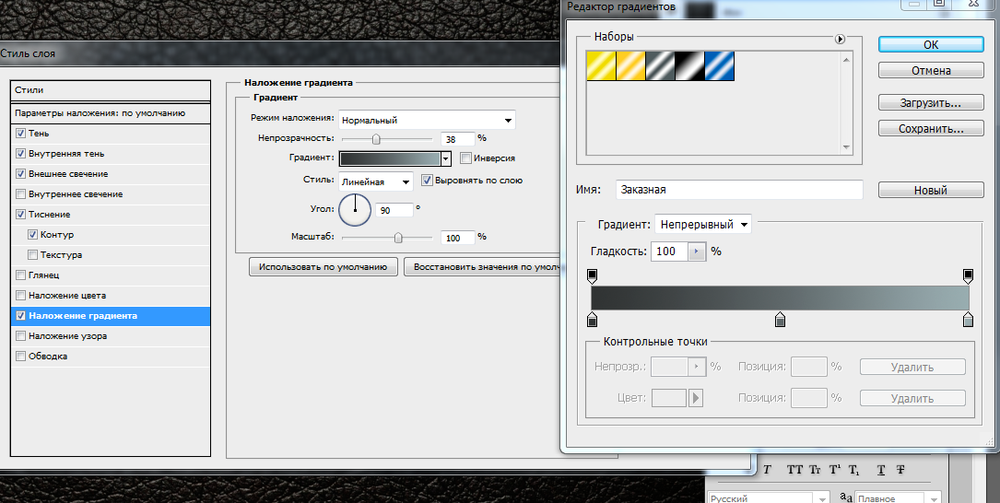 Стиль слоя
Стили
Параметры наложения: по умолчанию
Тень
Внутренняя тень
Внешнее свечение
Внутреннее свечение
Тиснение
Контур
Текстура
Глянец
Наложение цвета
Наложение градиента
Наложение узора
Обводка
Наложение градиента
Градиент
Режим наложения: Нормальный
Непрозрачность: 38 %
Градиент: Инверсия
Стиль: Линейная Выровнять по слою
Угол: 90 °
Масштаб: 100 %
Использовать по умолчанию Восстановить значения по умолч
Редактор градиентов
Наборы
OK
Отмена
Загрузить...
Сохранить...
Имя: Заказная Новый
Градиент: Непрерывный
Гладкость: 100 %
Контрольные точки
Непрозр.: % Позиция: % Удалить
Цвет: Позиция: % Удалить
T TT Tr T¹ T₁ T T
Русский aa Плавное